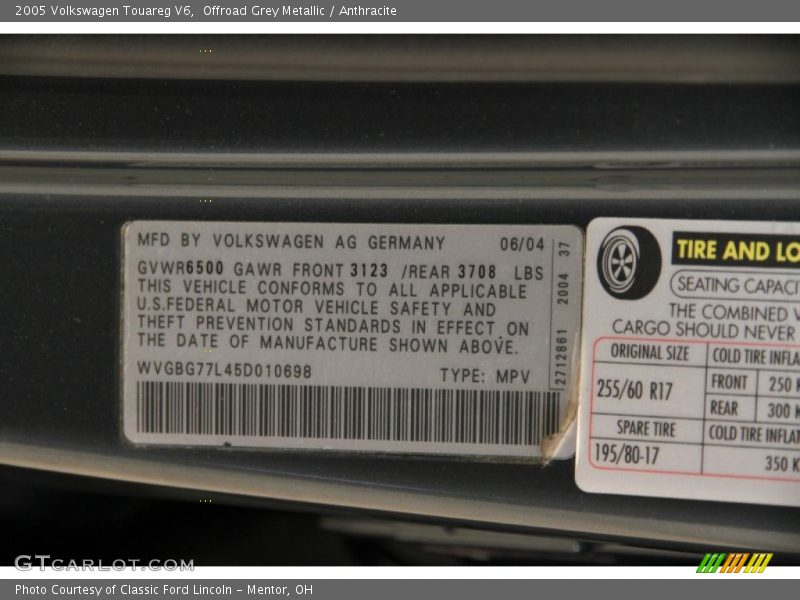 2005 Volkswagen Touareg V6,  Offroad Grey Metallic / Anthracite
MFD BY VOLKSWAGEN AG GERMANY 06/04
GVWR6500 GAWR FRONT 3123 /REAR 3708 LBS
THIS VEHICLE CONFORMS TO ALL APPLICABLE
U.S.FEDERAL MOTOR VEHICLE SAFETY AND
THEFT PREVENTION STANDARDS IN EFFECT ON
THE DATE OF MANUFACTURE SHOWN ABOVE.
WVGBG77L45D010698 TYPE: MPV
2712861 2004 37
TIRE AND LO
SEATING CAPACIT
THE COMBINED
CARGO SHOULD NEVER
ORIGINAL SIZE COLD TIRE INFLA
255/60 R17 FRONT 250 K
REAR 300 K
SPARE TIRE COLD TIRE INFLAT
195/80-17 350 K
GTCARLOT.COM
Photo Courtesy of Classic Ford Lincoln - Mentor, OH